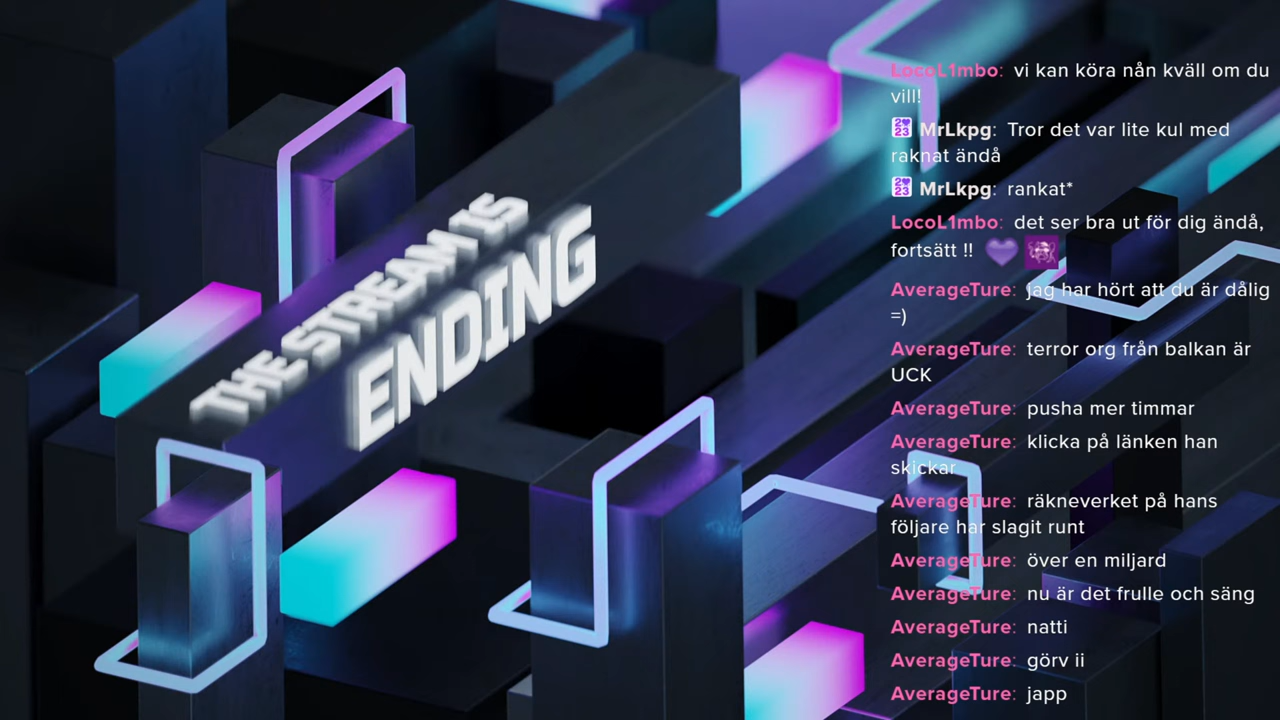 THE STREAM IS
ENDING
LocoL1mbo: vi kan köra nån kväll om du
vill!
MrLkpg: Tror det var lite kul med
raknat ändå
MrLkpg: rankat*
LocoL1mbo: det ser bra ut för dig ändå,
fortsätt !!
AverageTure: jag har hört att du är dålig
=)
AverageTure: terror org från balkan är
UCK
AverageTure: pusha mer timmar
AverageTure: klicka på länken han
skickar
AverageTure: räkneverket på hans
följare har slagit runt
AverageTure: över en miljard
AverageTure: nu är det frulle och säng
AverageTure: natti
AverageTure: görv ii
AverageTure: japp